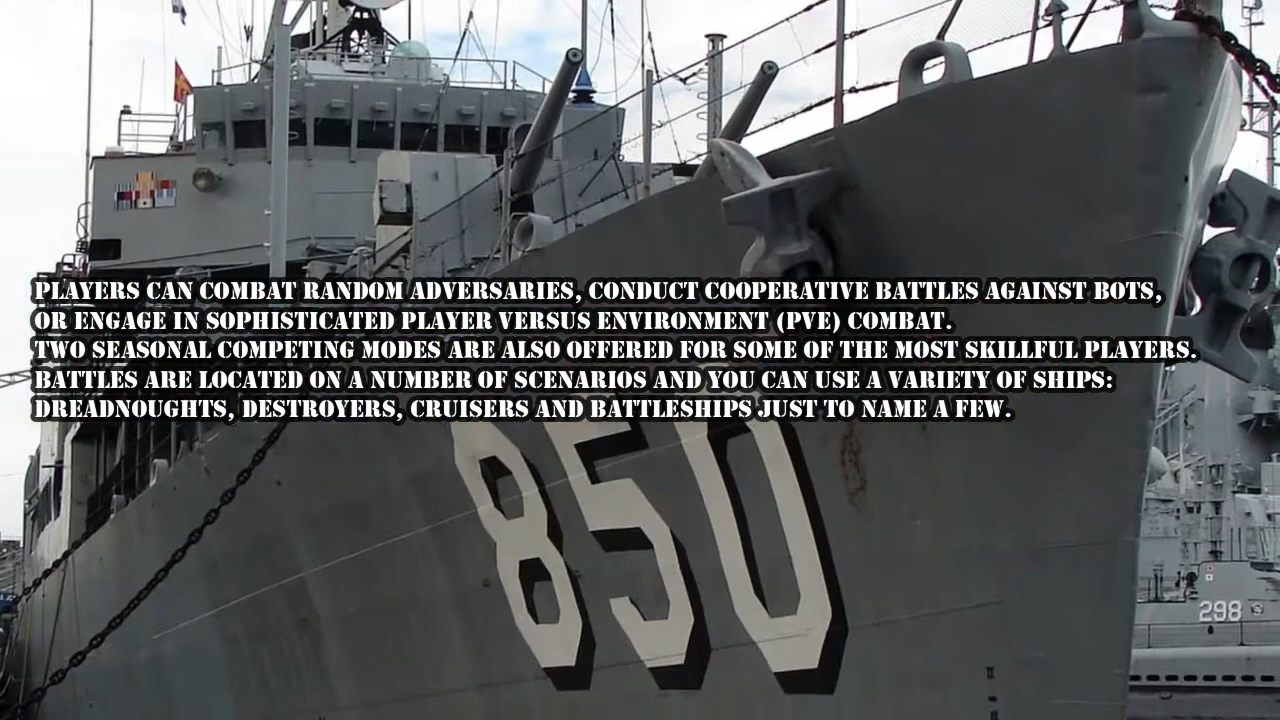 PLAYERS CAN COMBAT RANDOM ADVERSARIES, CONDUCT COOPERATIVE BATTLES AGAINST BOTS,
OR ENGAGE IN SOPHISTICATED PLAYER VERSUS ENVIRONMENT (PVE) COMBAT.
TWO SEASONAL COMPETING MODES ARE ALSO OFFERED FOR SOME OF THE MOST SKILLFUL PLAYERS.
BATTLES ARE LOCATED ON A NUMBER OF SCENARIOS AND YOU CAN USE A VARIETY OF SHIPS:
DREADNOUGHTS, DESTROYERS, CRUISERS AND BATTLESHIPS JUST TO NAME A FEW.
850
298